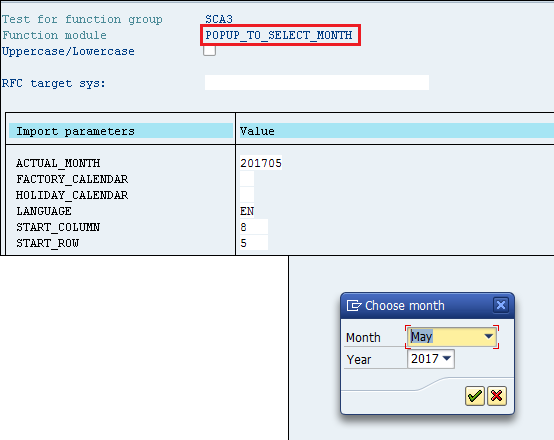 Test for function group SCA3
Function module POPUP_TO_SELECT_MONTH
Uppercase/Lowercase
RFC target sys:
Import parameters Value
ACTUAL_MONTH 201705
FACTORY_CALENDAR
HOLIDAY_CALENDAR
LANGUAGE EN
START_COLUMN 8
START_ROW 5
Choose month
Month May
Year 2017